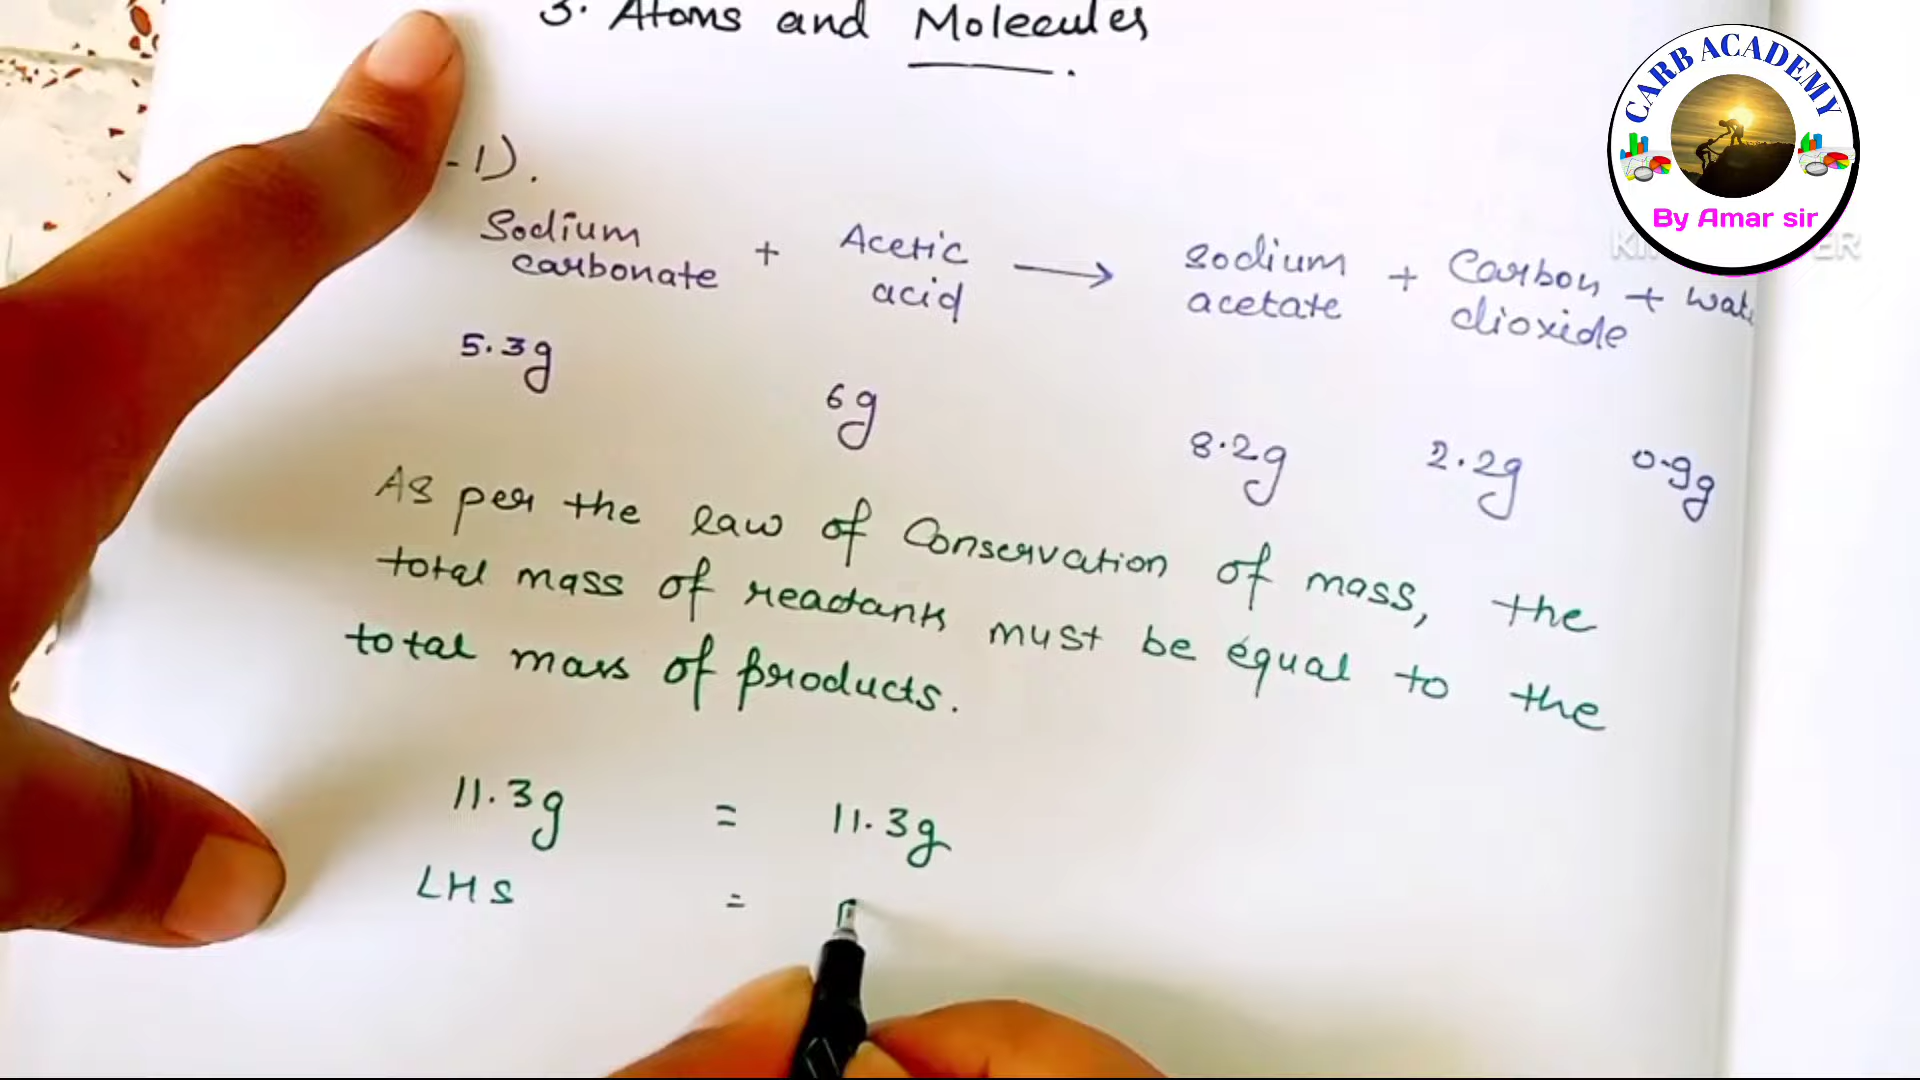 3. Atoms and Molecules.
-1).
Sodium carbonate + Acetic acid → Sodium acetate + Carbon dioxide +
5.3g 6g 8.2g 2.2g 0.9g
As per the law of Conservation of mass, the
total mass of reactants must be equal to the
total mass of products.
11.3g = 11.3g
LHS =
CARB ACADEMY
By Amar sir